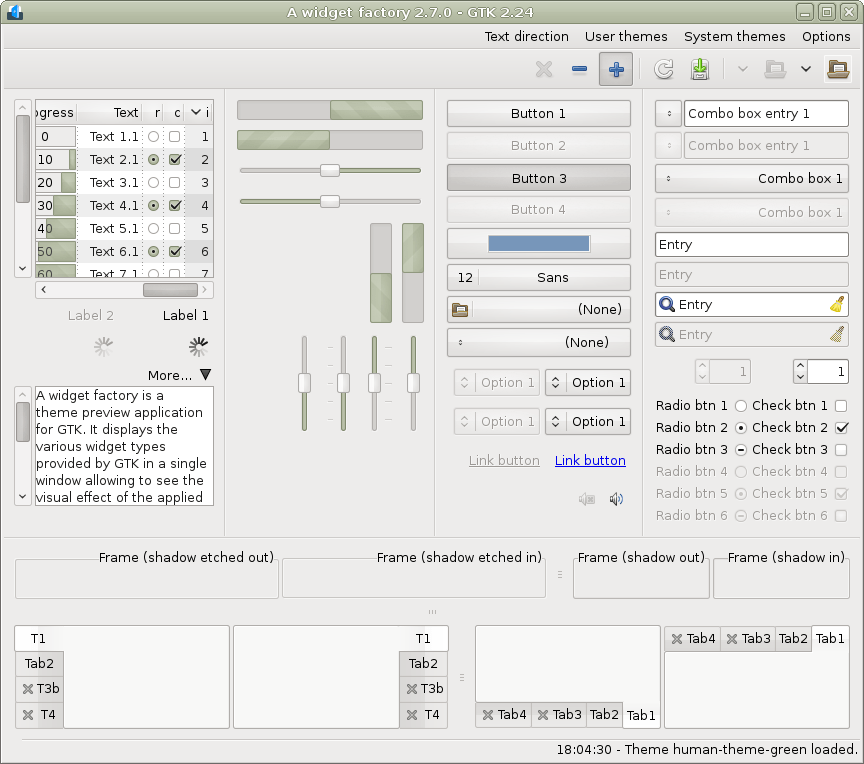 A widget factory 2.7.0 - GTK 2.24
Text direction User themes System themes Options
ogress Text r c i
0 Text 1.1 1
10 Text 2.1 2
20 Text 3.1 3
30 Text 4.1 4
40 Text 5.1 5
50 Text 6.1 6
60 Text 7.1 7
Label 2 Label 1
More...
A widget factory is a
theme preview application
for GTK. It displays the
various widget types
provided by GTK in a single
window allowing to see the
visual effect of the applied
Button 1
Button 2
Button 3
Button 4
12 Sans
(None)
(None)
Option 1 Option 1
Option 1 Option 1
Link button Link button
Combo box entry 1
Combo box entry 1
Combo box 1
Combo box 1
Entry
Entry
Entry
Entry
1 1
Radio btn 1 Check btn 1
Radio btn 2 Check btn 2
Radio btn 3 Check btn 3
Radio btn 4 Check btn 4
Radio btn 5 Check btn 5
Radio btn 6 Check btn 6
Frame (shadow etched out) Frame (shadow etched in) Frame (shadow out) Frame (shadow in)
T1
Tab2
T3b
T4
T1
Tab2
T3b
T4
Tab4 Tab3 Tab2 Tab1
Tab4 Tab3 Tab2 Tab1
18:04:30 - Theme human-theme-green loaded.